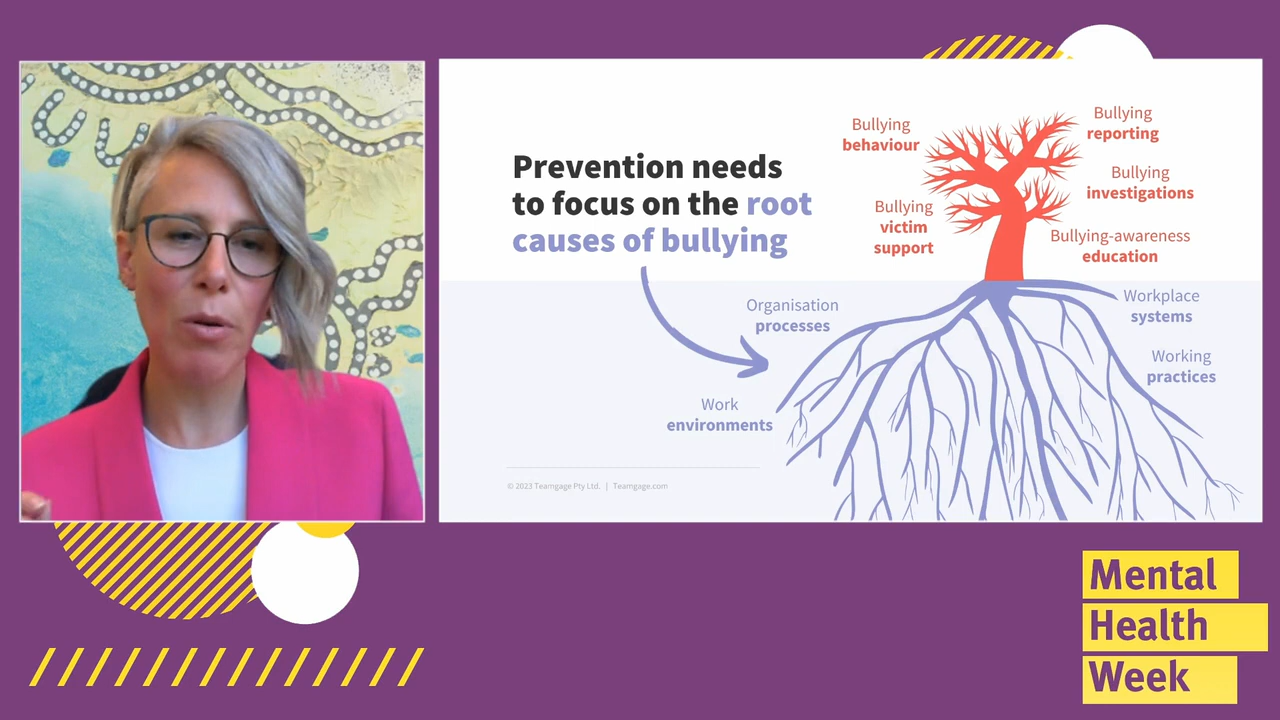 Prevention needs
to focus on the root
causes of bullying
Bullying
behaviour
Bullying
reporting
Bullying
investigations
Bullying
victim
support
Bullying-awareness
education
Organisation
processes
Workplace
systems
Working
practices
Work
environments
© 2023 Teamgage Pty Ltd. | Teamgage.com
Mental
Health
Week